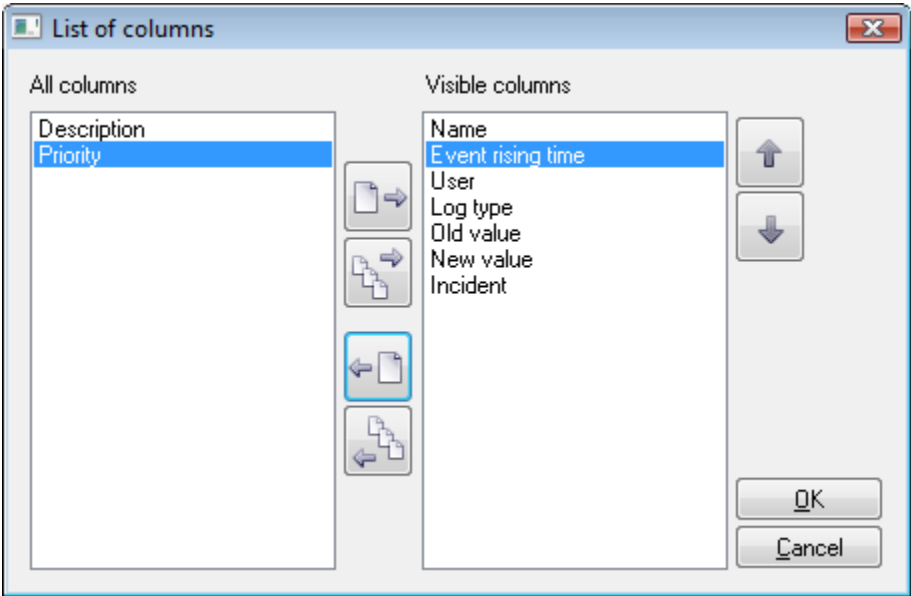 List of columns
All columns
Visible columns
Description
Priority
Name
Event rising time
User
Log type
Old value
New value
Incident
OK
Cancel